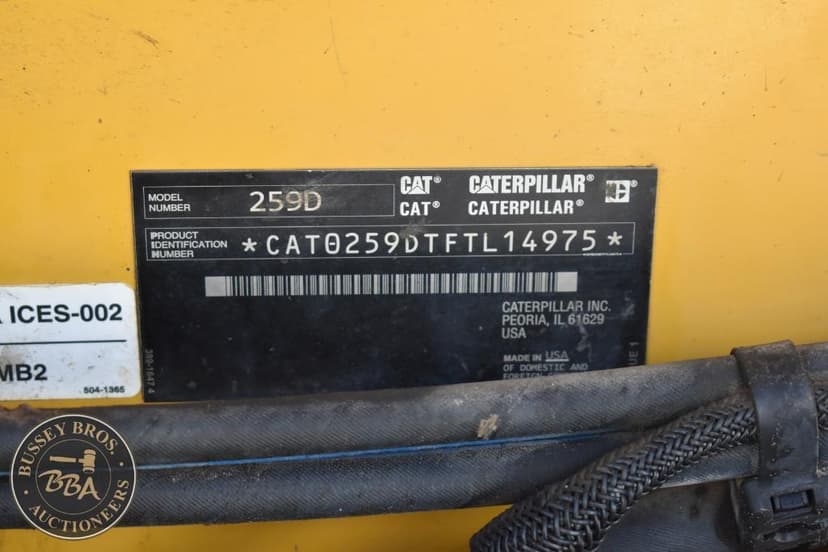 CAT® CATERPILLAR®
MODEL NUMBER 259D
CAT® CATERPILLAR®
PRODUCT IDENTIFICATION NUMBER *CAT0259DTFTL14975*
CATERPILLAR INC.
PEORIA, IL 61629
USA
MADE IN USA
OF DOMESTIC AND
ICES-002
MB2
504-1365
BUSSEY BROS.
BBA
AUCTIONEERS